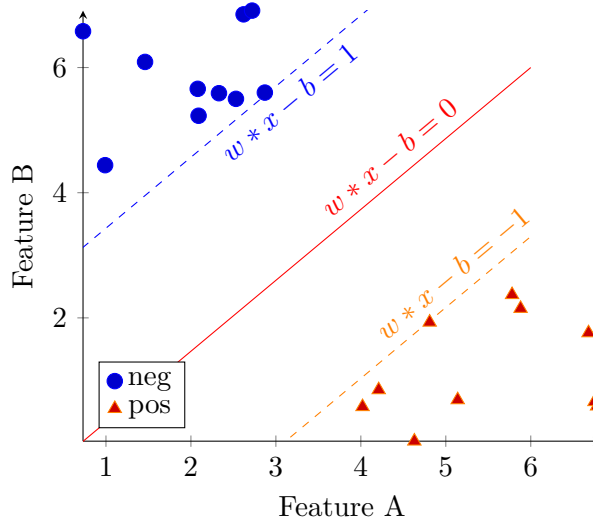 6
4
2
1
2
3
4
5
6
Feature A
Feature B
w * x − b = 1
w * x − b = 0
w * x − b = −1
neg
pos